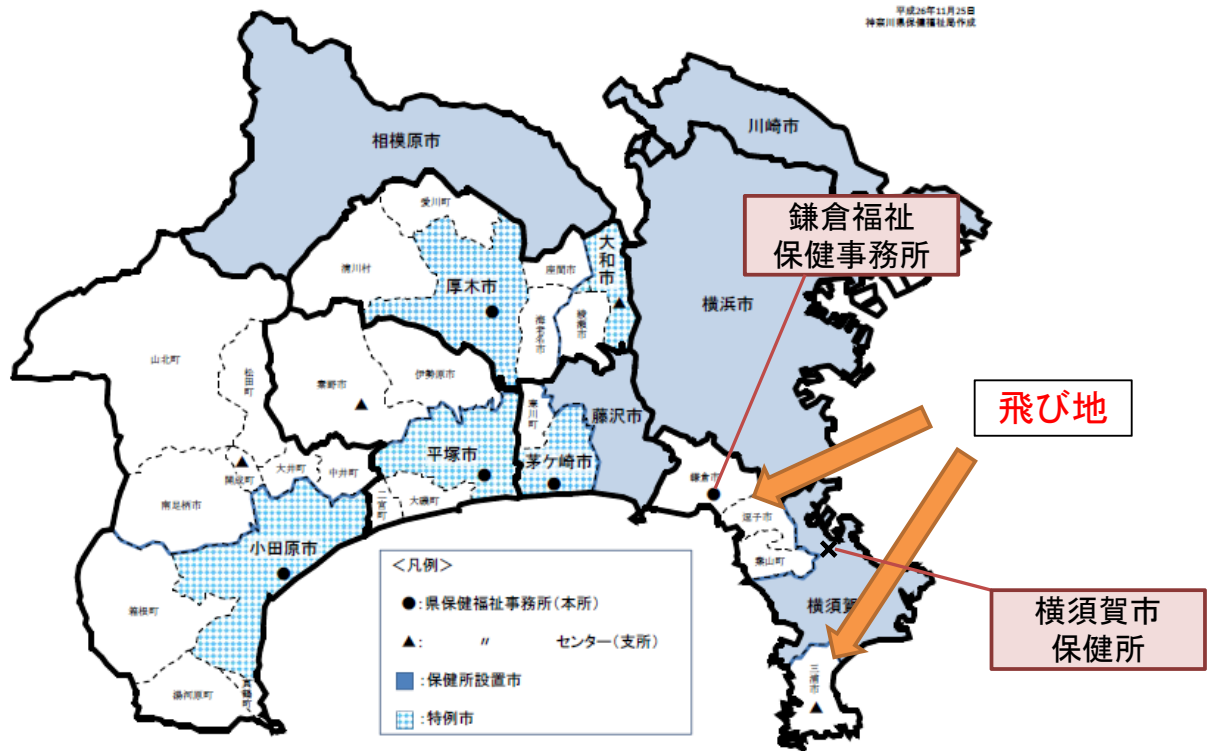 平成26年11月25日
神奈川県保健福祉局作成
川崎市
相模原市
愛川町
鎌倉福祉
保健事務所
大和市
座間市
清川村
厚木市
横浜市
海老名市
綾瀬市
山北町
松田町
伊勢原市
秦野市
飛び地
寒川町
藤沢市
平塚市
茅ケ崎市
大井町
中井町
鎌倉市
開成町
南足柄市
二宮町
大磯町
逗子市
小田原市
葉山町
<凡例>
●:県保健福祉事務所(本所)
▲: 〃 センター(支所)
:保健所設置市
:特例市
箱根町
横須賀
横須賀市
保健所
三浦市
湯河原町
真鶴町